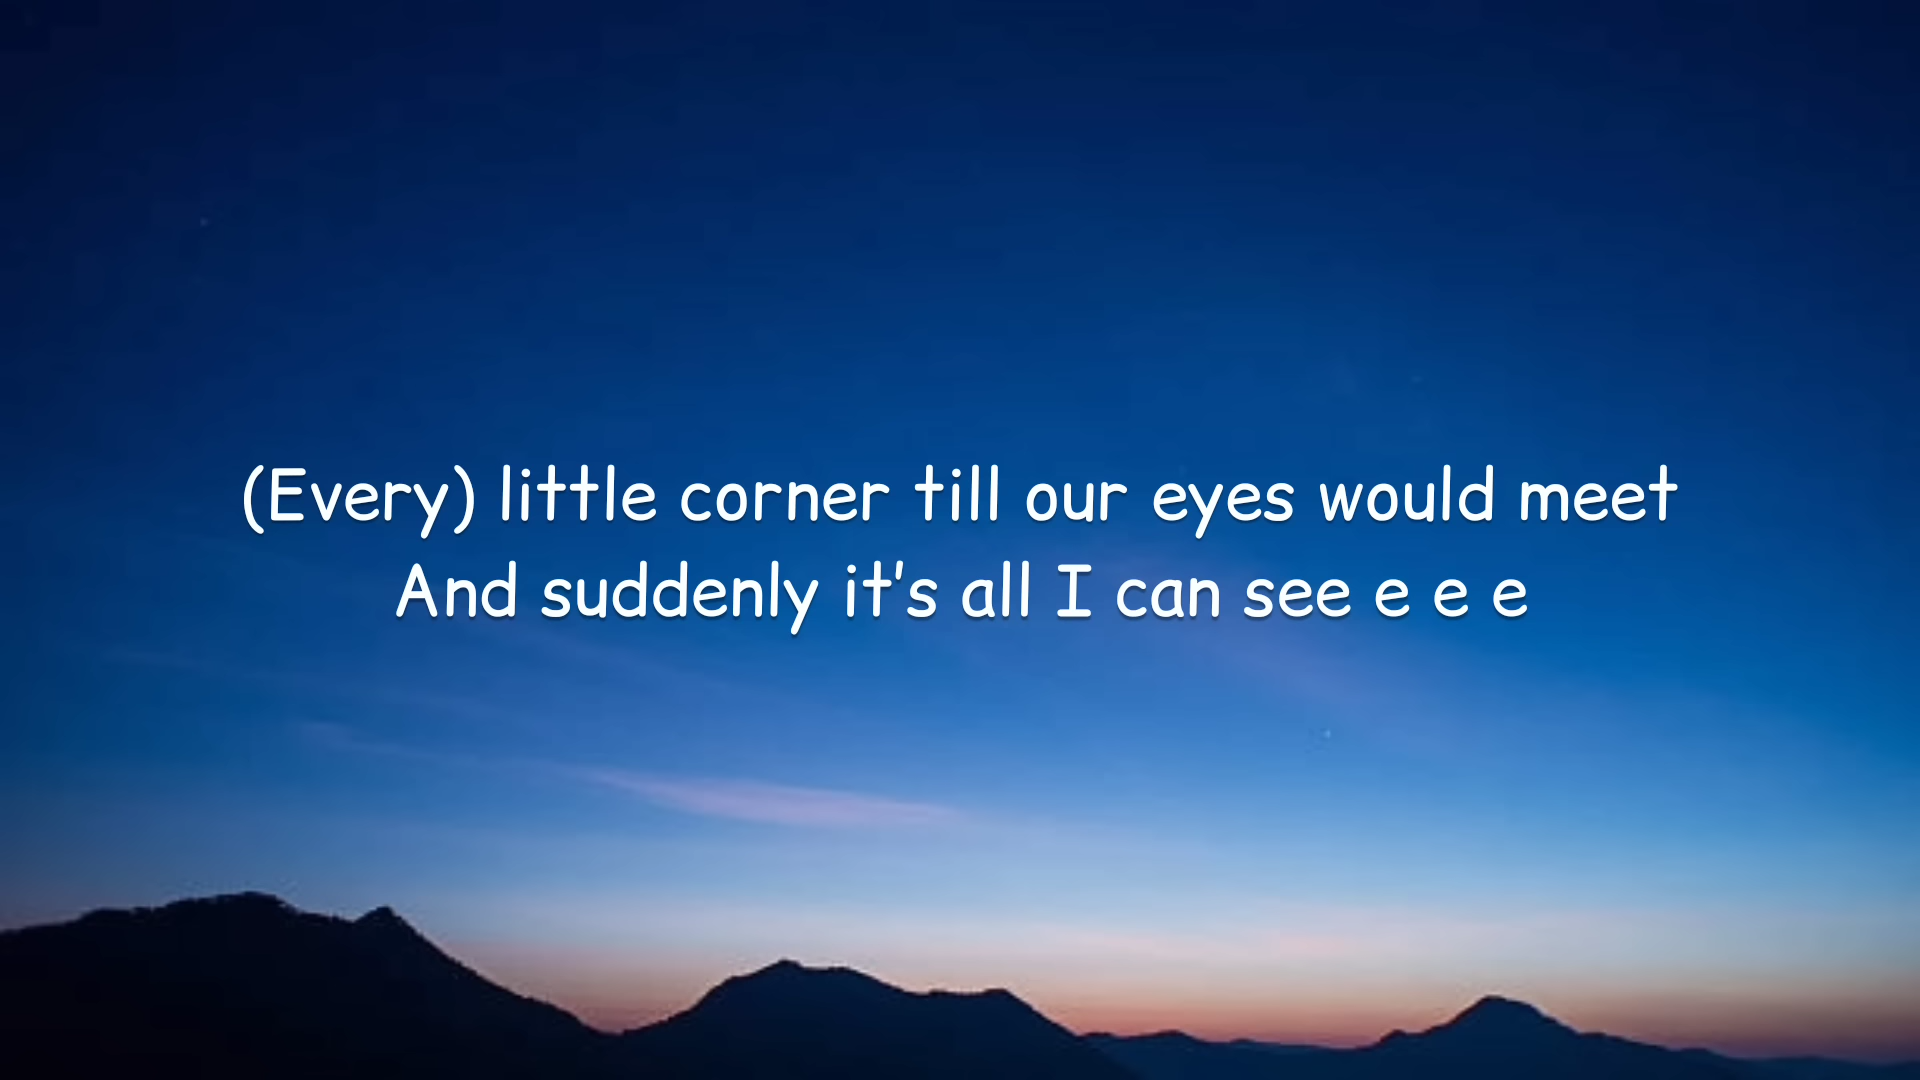 (Every) little corner till our eyes would meet
And suddenly it's all I can see e e e